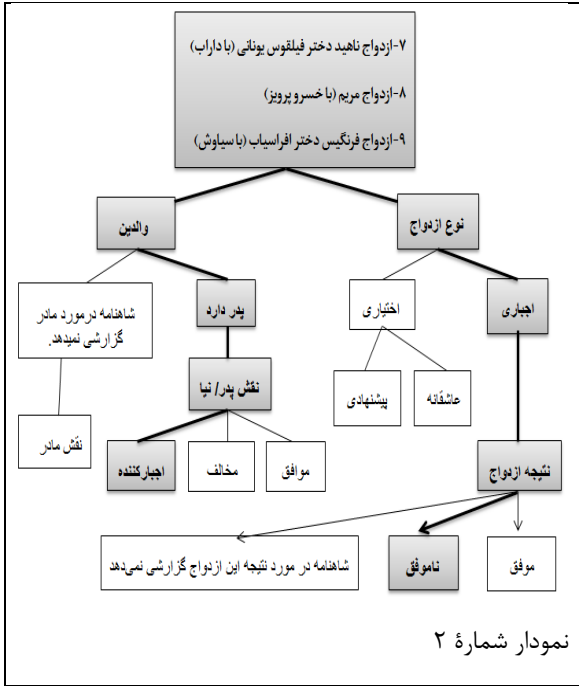 ۷-ازدواج ناهید دختر فیلقوس یونانی (با داراب)
۸-ازدواج مریم (با خسرو پرویز)
۹-ازدواج فرنگیس دختر افراسیاب (با سیاوش)
نوع ازدواج
والدین
اجباری
اختیاری
پدر دارد
شاهنامه درمورد مادر
گزارشی نمیدهد.
عاشقانه
پیشنهادی
نقش پدر/ نیا
نقش مادر
موافق
مخالف
اجبارکننده
نتیجه ازدواج
موفق
ناموفق
شاهنامه در مورد نتیجه این ازدواج گزارشی نمی‌دهد
نمودار شمارۀ ۲